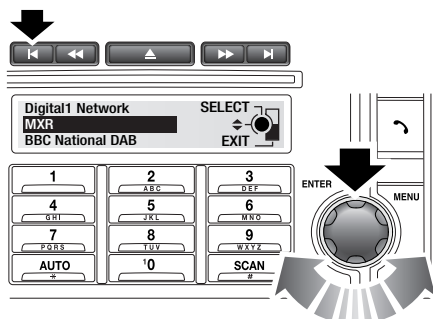 Digital1 Network SELECT
MXR
BBC National DAB EXIT
1 2 3
ABC DEF
4 5 6
GHI JKL MNO
7 8 9
PQRS TUV WXYZ
AUTO 10 SCAN
* #
ENTER
MENU